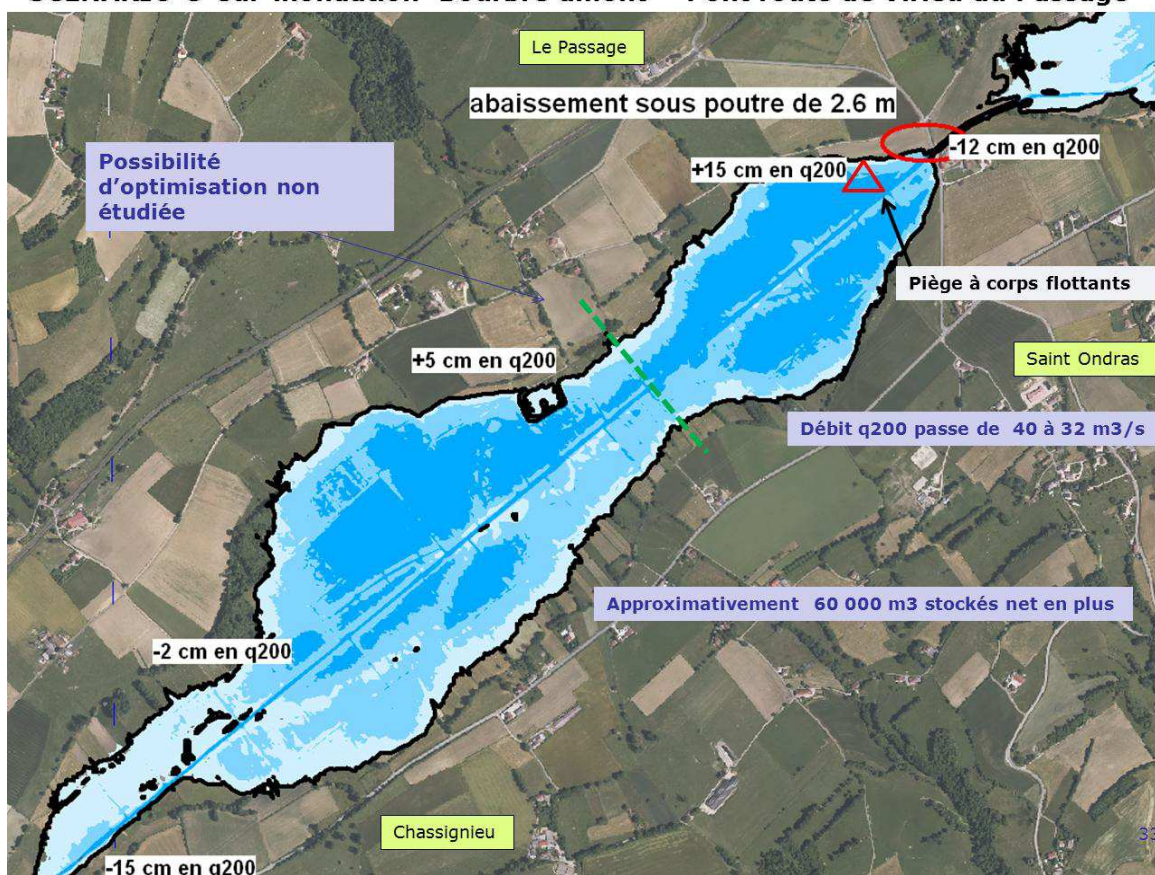 Le Passage
abaissement sous poutre de 2.6 m
-12 cm en q200
Possibilité
d'optimisation non
étudiée
+15 cm en q200
Piège à corps flottants
+5 cm en q200
Saint Ondras
Débit q200 passe de 40 à 32 m3/s
Approximativement 60 000 m3 stockés net en plus
-2 cm en q200
Chassignieu
33
-15 cm en q200